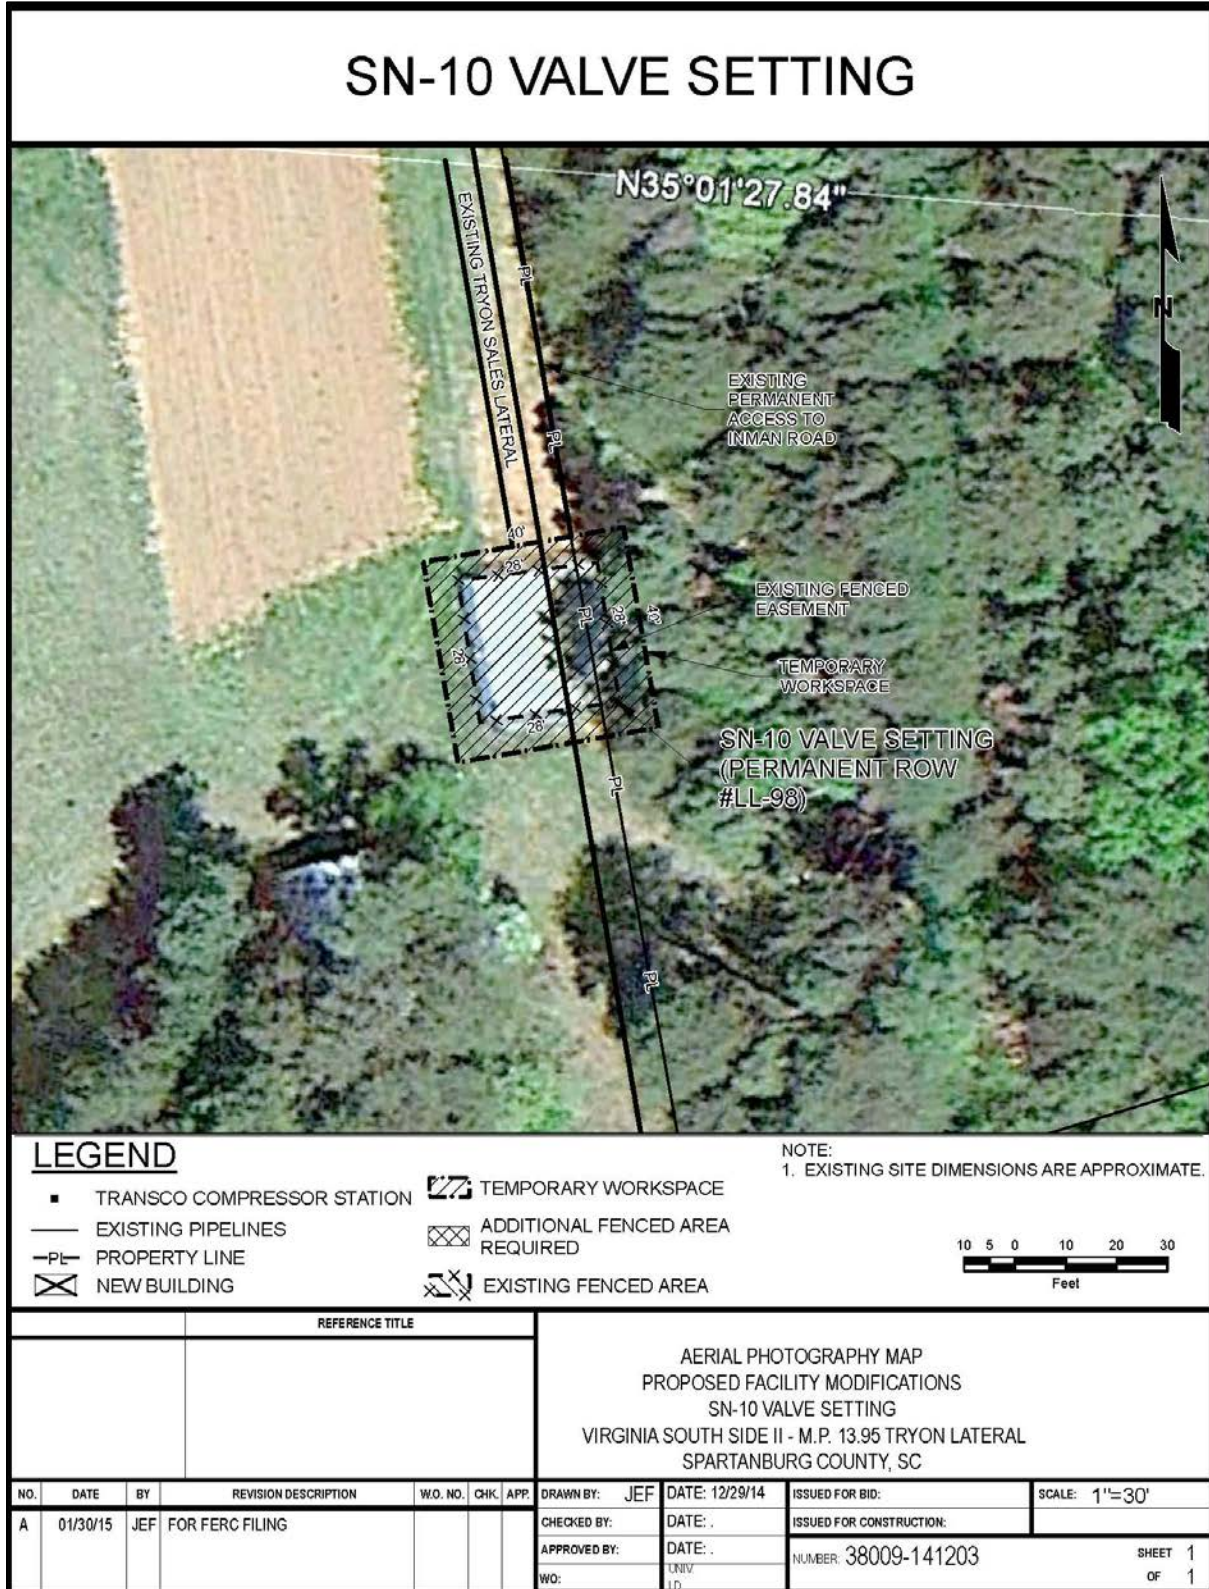 SN-10 VALVE SETTING
N35°01'27.84"
EXISTING TRYON SALES LATERAL
PL
N
EXISTING
PERMANENT
ACCESS TO
INMAN ROAD
PL
40'
28'
EXISTING FENCED
EASEMENT
PL
28'
40'
28'
TEMPORARY
WORKSPACE
28'
SN-10 VALVE SETTING
(PERMANENT ROW
#LL-98)
PL
PL
LEGEND
TRANSCO COMPRESSOR STATION
EXISTING PIPELINES
PL PROPERTY LINE
NEW BUILDING
TEMPORARY WORKSPACE
ADDITIONAL FENCED AREA
REQUIRED
EXISTING FENCED AREA
NOTE:
1. EXISTING SITE DIMENSIONS ARE APPROXIMATE.
10 5 0 10 20 30
Feet
REFERENCE TITLE
AERIAL PHOTOGRAPHY MAP
PROPOSED FACILITY MODIFICATIONS
SN-10 VALVE SETTING
VIRGINIA SOUTH SIDE II - M.P. 13.95 TRYON LATERAL
SPARTANBURG COUNTY, SC
NO. DATE BY REVISION DESCRIPTION W.O. NO. CHK. APP.
A 01/30/15 JEF FOR FERC FILING
DRAWN BY: JEF DATE: 12/29/14 ISSUED FOR BID: SCALE: 1"=30'
CHECKED BY: DATE: . ISSUED FOR CONSTRUCTION:
APPROVED BY: DATE: . NUMBER: 38009-141203 SHEET 1
WO: UNIV. I.D. OF 1